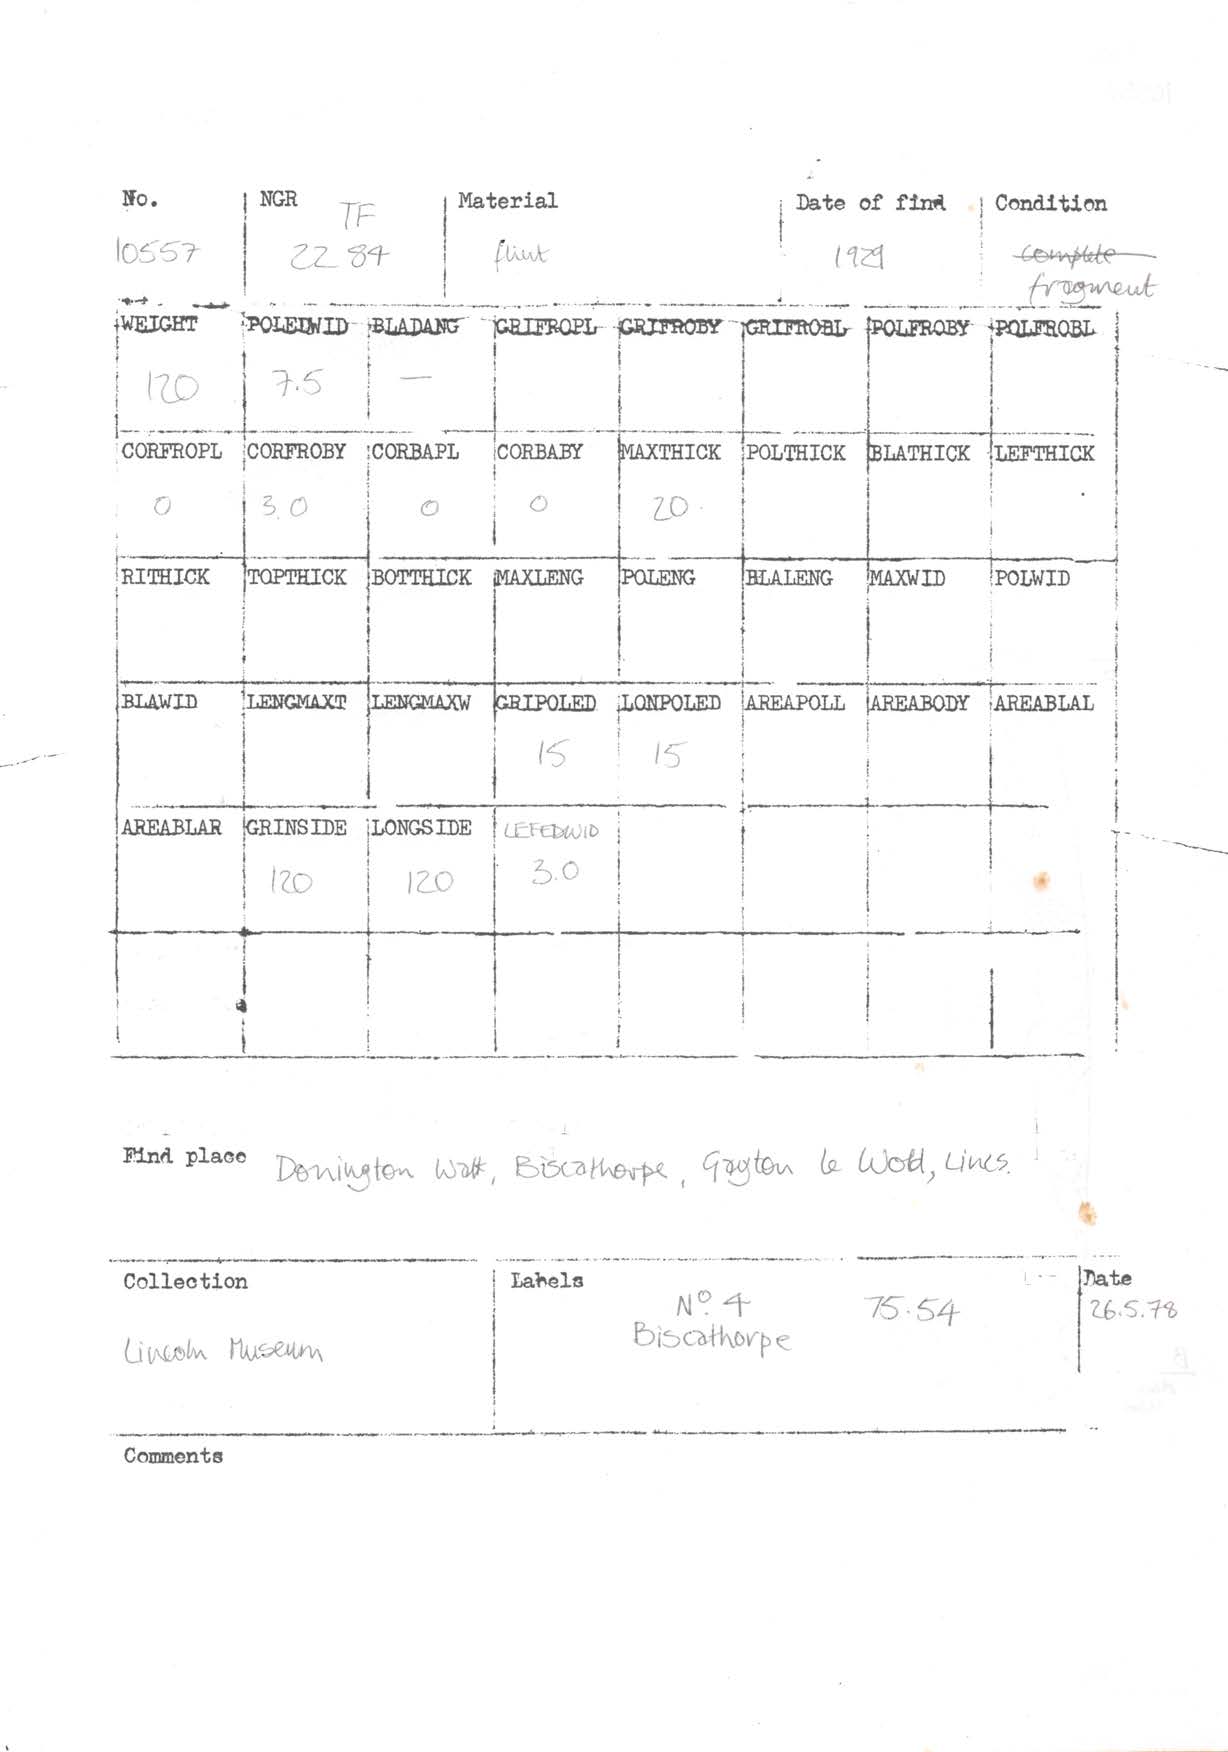 No. NGR Material Date of find Condition
TF
10557 22 84 flint 1929 complete
fragment
WEIGHT POLEDWID BLADANG GRIFROPL GRIFROBY GRIFROBL POLFROBY POLFROBL
120 7.5 —
CORFROPL CORFROBY CORBAPL CORBABY MAXTHICK POLTHICK BLATHICK LEFTHICK
0 3.0 0 0 20
RITHICK TOPTHICK BOTTHICK MAXLENG POLENG BLALENG MAXWID POLWID
BLAWID LENGMAXT LENGMAXW GRIPOLED LONPOLED AREAPOLL AREABODY AREABLAL
15 15
AREABLAR GRINSIDE LONGSIDE LEFEDWID
120 120 3.0
Find place Donington Biscathorpe, Gayton le Wold, Lincs.
Collection Labels Date
No. 4 75.54 26.5.78
Biscathorpe
Lincoln Museum
Comments